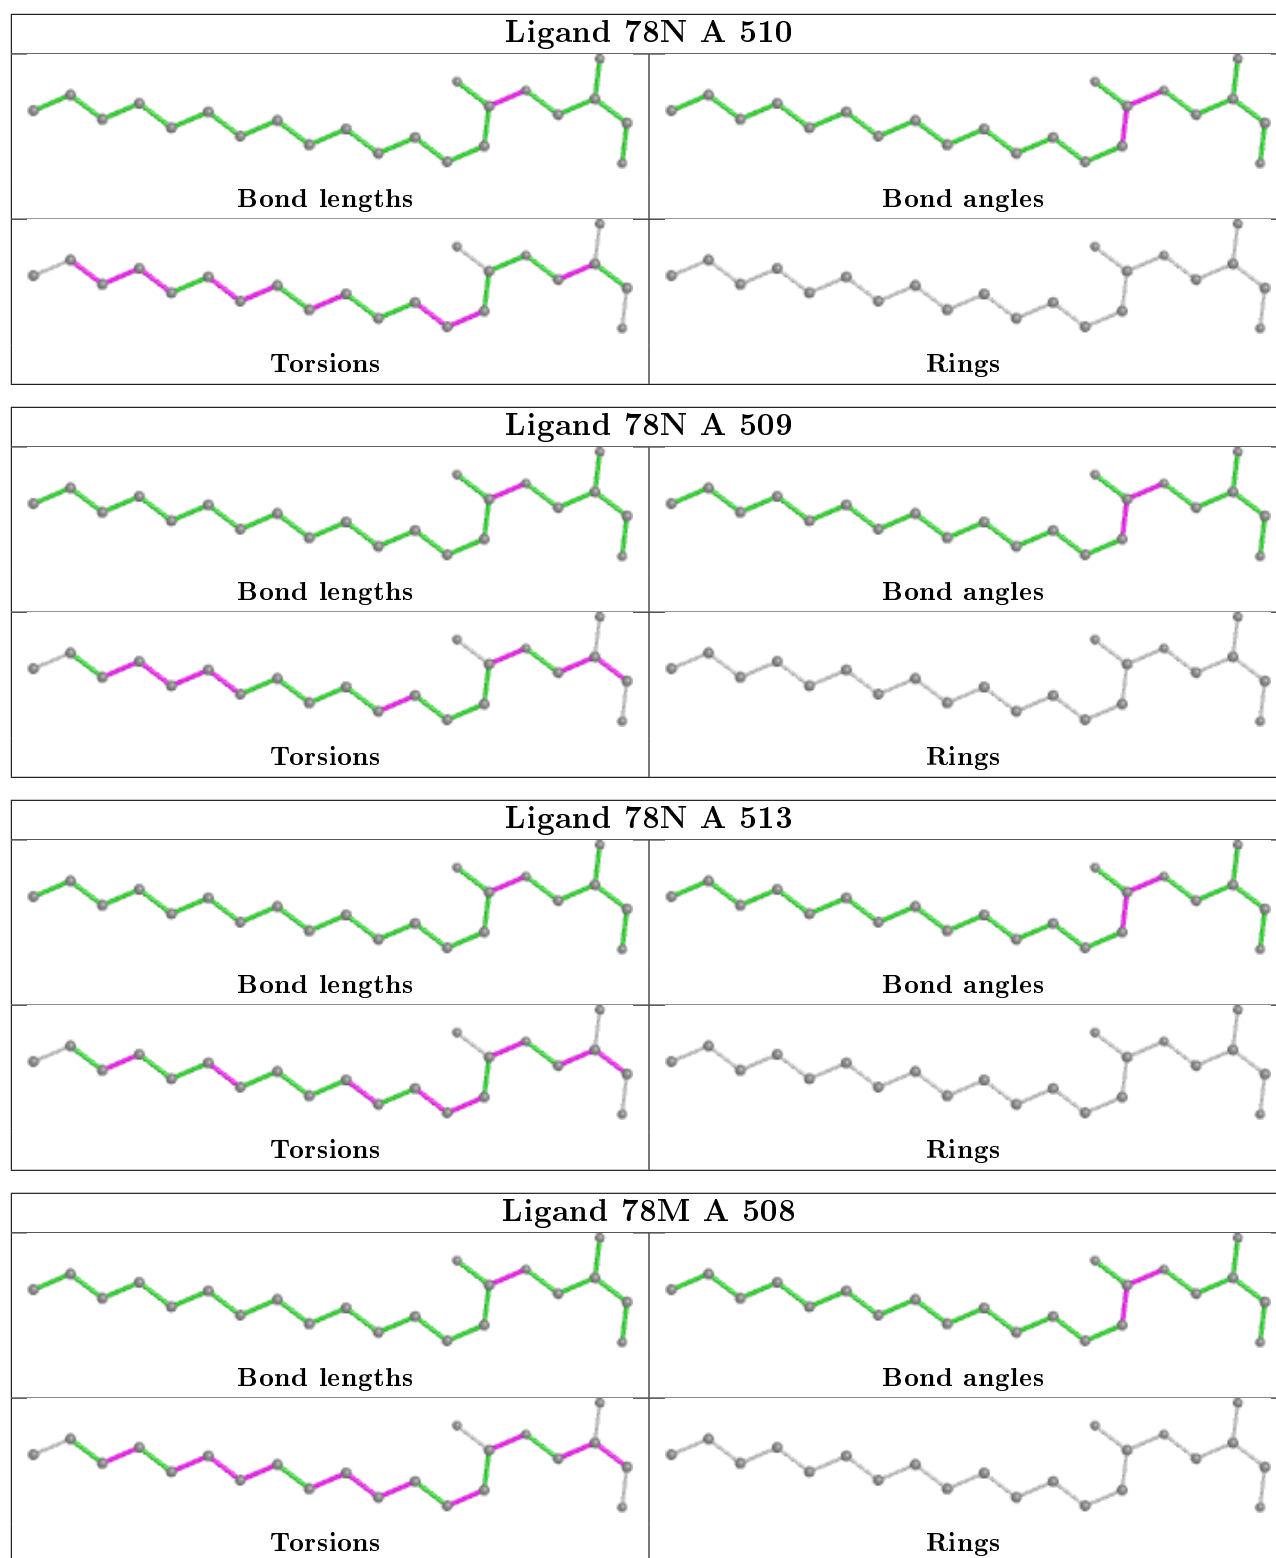 Ligand 78N A 510
Bond lengths
Bond angles
Torsions
Rings
Ligand 78N A 509
Bond lengths
Bond angles
Torsions
Rings
Ligand 78N A 513
Bond lengths
Bond angles
Torsions
Rings
Ligand 78M A 508
Bond lengths
Bond angles
Torsions
Rings